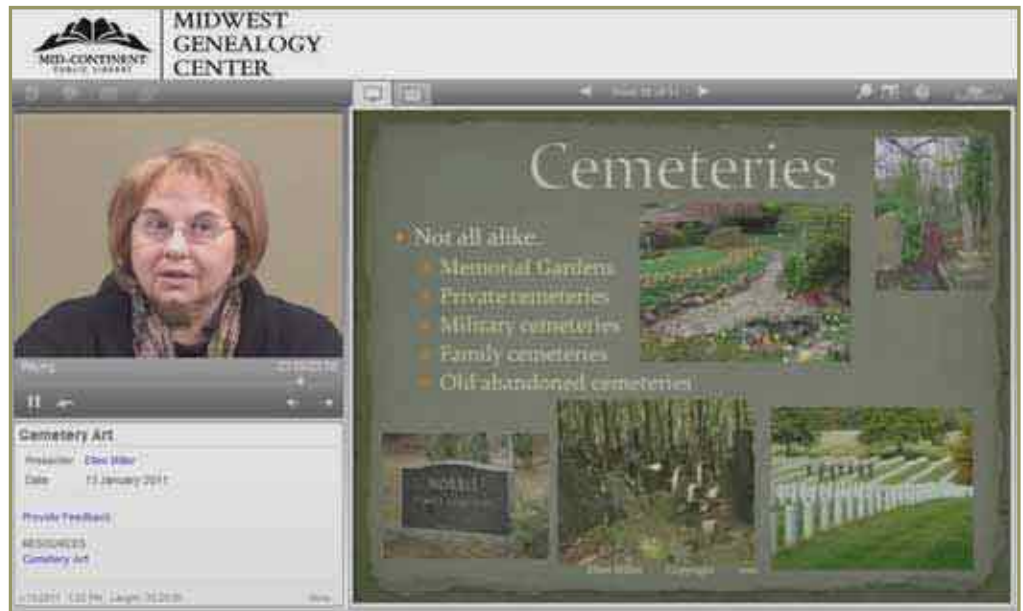 MID-CONTINENT
PUBLIC LIBRARY
MIDWEST
GENEALOGY
CENTER
Cemeteries
Not all alike.
Memorial Gardens
Private cemeteries
Military cemeteries
Family cemeteries
Old abandoned cemeteries
Cemetery Art
Presenter
Date 13 January 2011
Provide Feedback
RESOURCES
Cemetery Art
Copyright